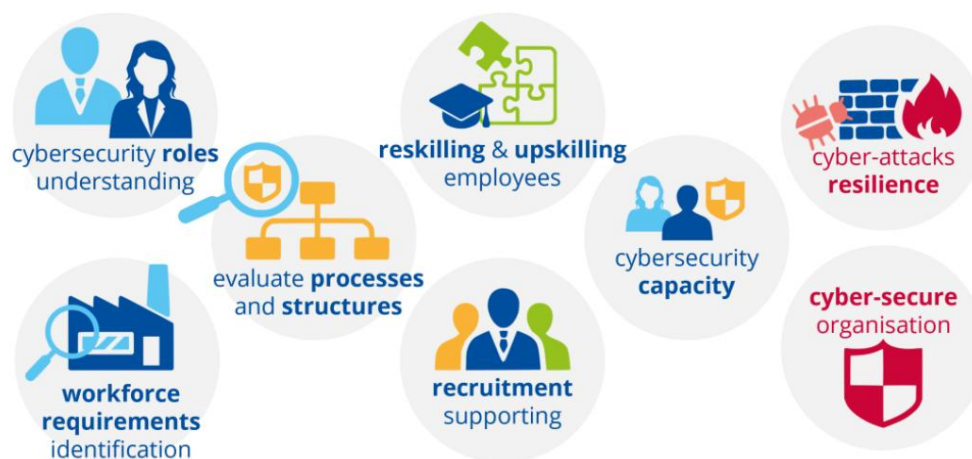 cybersecurity roles
understanding
evaluate processes
and structures
workforce
requirements
identification
reskilling & upskilling
employees
recruitment
supporting
cybersecurity
capacity
cyber-attacks
resilience
cyber-secure
organisation